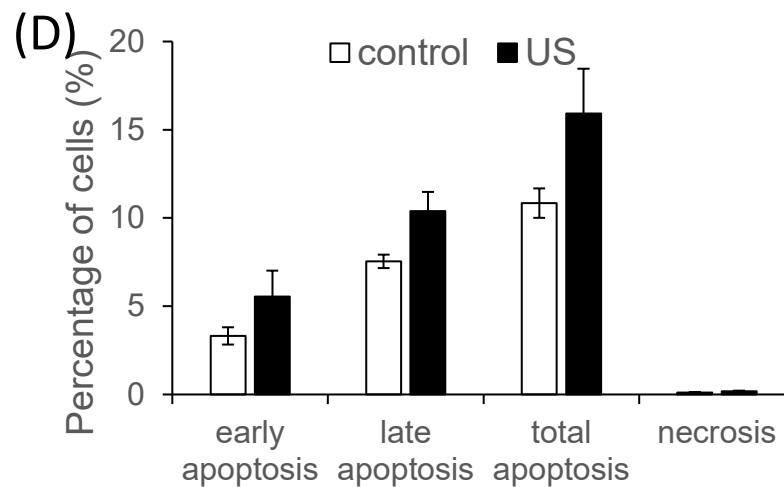 (D)
Percentage of cells (%)
control US
20
15
10
5
0
early apoptosis
late apoptosis
total apoptosis
necrosis